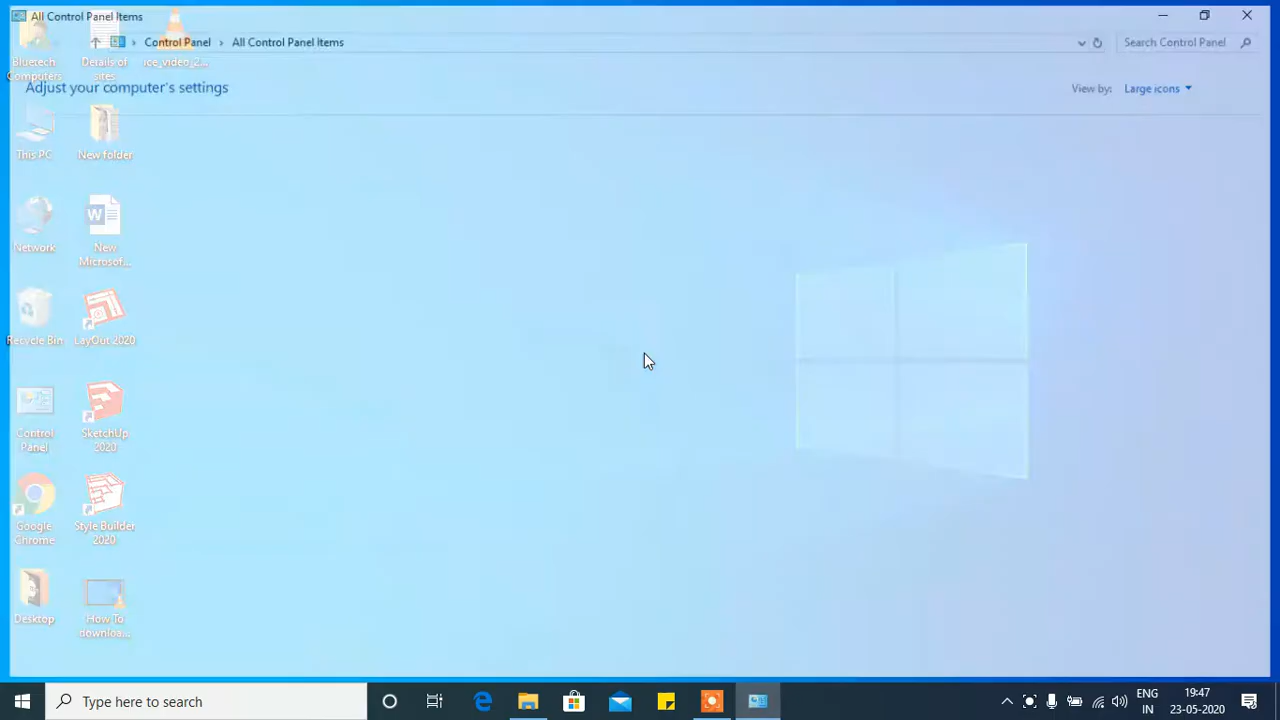 All Control Panel Items
Control Panel
All Control Panel Items
Search Control Panel
Adjust your computer's settings
View by:
Large icons
Bluetech
Computers
Details of
sites
ice_video_2...
This PC
New folder
Network
New
Microsof...
Recycle Bin
LayOut 2020
Control
Panel
SketchUp
2020
Google
Chrome
Style Builder
2020
Desktop
How To
downloa...
Type here to search
ENG
IN
19:47
23-05-2020